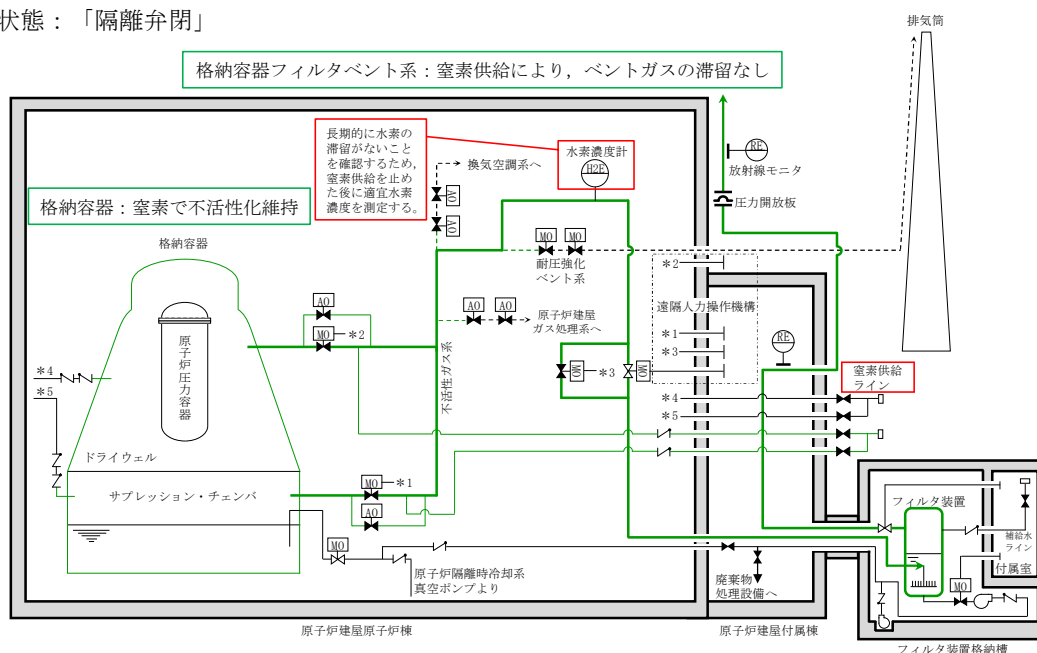 状態：「隔離弁閉」
排気筒
格納容器フィルタベント系：窒素供給により，ベントガスの滞留なし
長期的に水素の
滞留がないこと
を確認するため，
窒素供給を止め
た後に適宜水素
濃度を測定する。
換気空調系へ
水素濃度計
H2E
RE
放射線モニタ
圧力開放板
格納容器：窒素で不活性化維持
AO
AO
格納容器
MO
MO
耐圧強化
ベント系
＊2
遠隔人力操作機構
AO
MO
＊2
AO
AO
原子炉建屋
ガス処理系へ
＊1
＊3
RE
原子炉圧力容器
不活性ガス系
MO
＊3
MO
窒素供給
ライン
＊4
＊5
＊4
＊5
ドライウェル
サプレッション・チェンバ
MO
＊1
AO
フィルタ装置
補給水
ライン
付属室
MO
MO
原子炉隔離時冷却系
真空ポンプより
廃棄物
処理設備へ
原子炉建屋原子炉棟
原子炉建屋付属棟
フィルタ装置格納槽